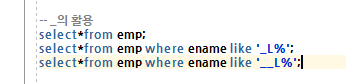 -- _의 활용
select*from emp;
select*from emp where ename like '_L%';
select*from emp where ename like '__L%';